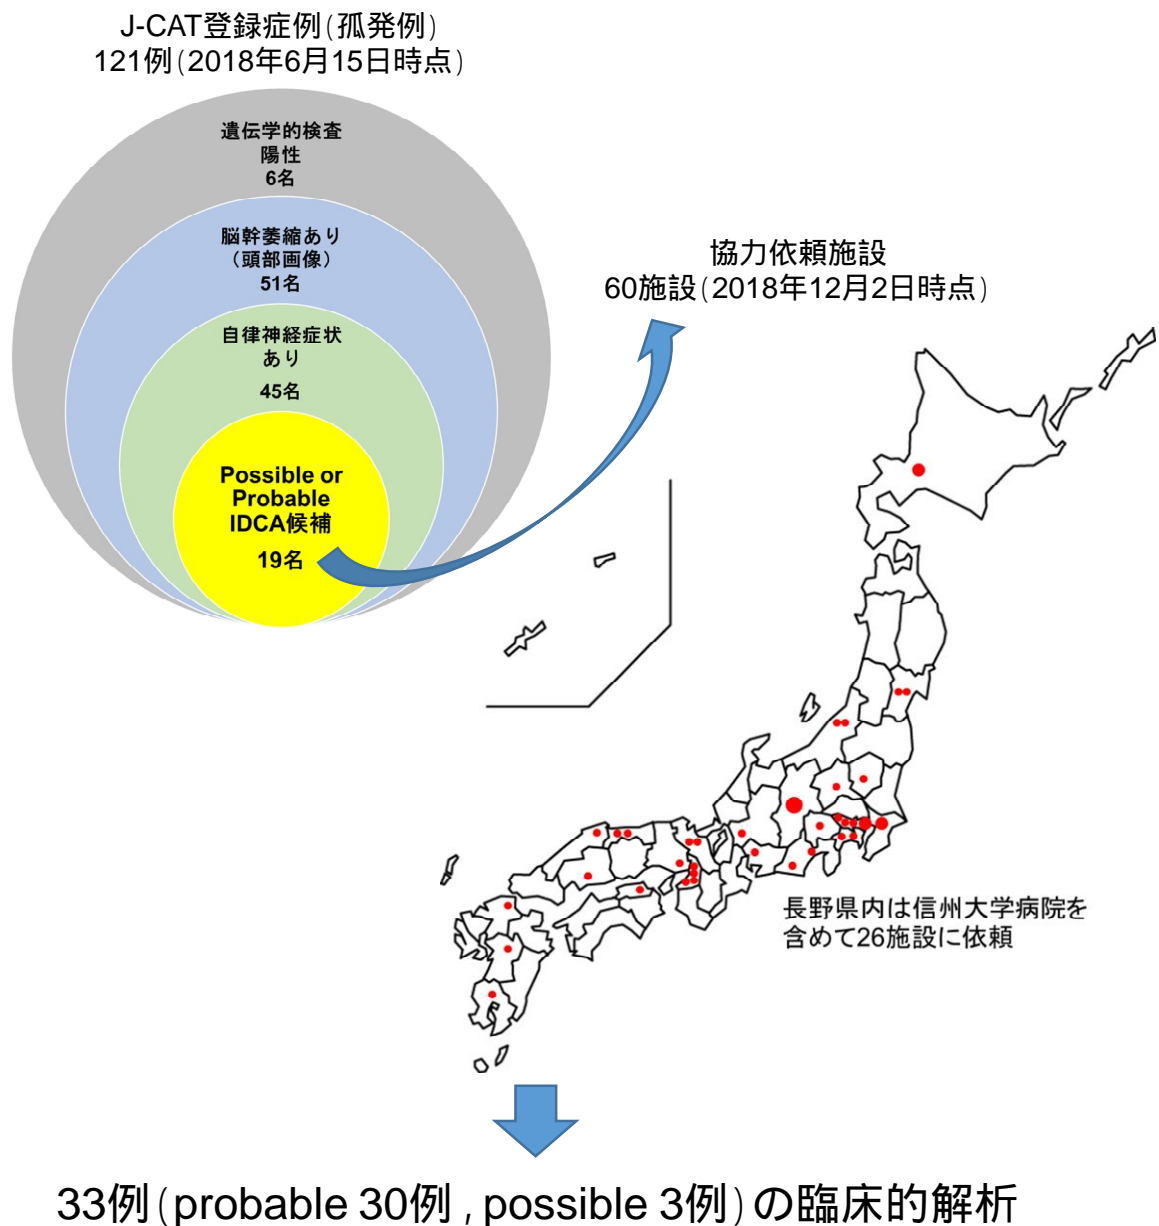 J-CAT登録症例(孤発例)
121例(2018年6月15日時点)
遺伝学的検査
陽性
6名
脳幹萎縮あり
(頭部画像)
51名
自律神経症状
あり
45名
Possible or
Probable
IDCA候補
19名
協力依頼施設
60施設(2018年12月2日時点)
長野県内は信州大学病院を
含めて26施設に依頼
33例(probable 30例 , possible 3例)の臨床的解析